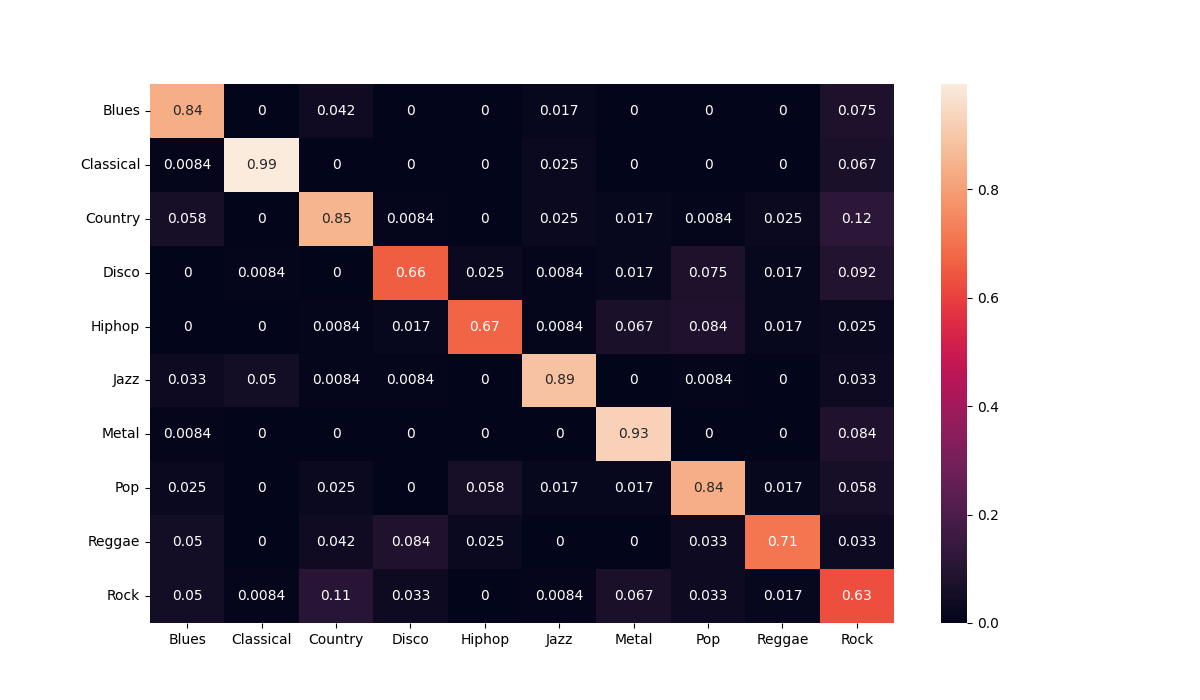 Blues 0.84 0 0.042 0 0 0.017 0 0 0 0.075
Classical 0.0084 0.99 0 0 0 0.025 0 0 0 0.067
0.8
Country 0.058 0 0.85 0.0084 0 0.025 0.017 0.0084 0.025 0.12
Disco 0 0.0084 0 0.66 0.025 0.0084 0.017 0.075 0.017 0.092
0.6
Hiphop 0 0 0.0084 0.017 0.67 0.0084 0.067 0.084 0.017 0.025
Jazz 0.033 0.05 0.0084 0.0084 0 0.89 0 0.0084 0 0.033
0.4
Metal 0.0084 0 0 0 0 0 0.93 0 0 0.084
Pop 0.025 0 0.025 0 0.058 0.017 0.017 0.84 0.017 0.058
0.2
Reggae 0.05 0 0.042 0.084 0.025 0 0 0.033 0.71 0.033
Rock 0.05 0.0084 0.11 0.033 0 0.0084 0.067 0.033 0.017 0.63
0.0
Blues Classical Country Disco Hiphop Jazz Metal Pop Reggae Rock